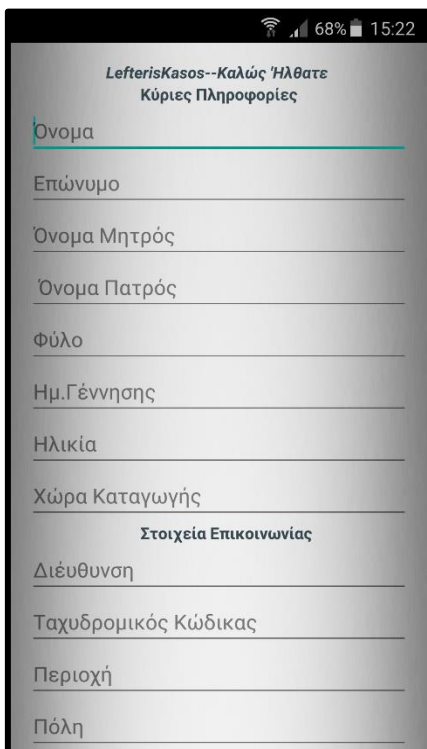 68% 15:22
LefterisKasos--Καλώς Ήλθατε
Κύριες Πληροφορίες
Όνομα
Επώνυμο
Όνομα Μητρός
Όνομα Πατρός
Φύλο
Ημ.Γέννησης
Ηλικία
Χώρα Καταγωγής
Στοιχεία Επικοινωνίας
Διέυθυνση
Ταχυδρομικός Κώδικας
Περιοχή
Πόλη